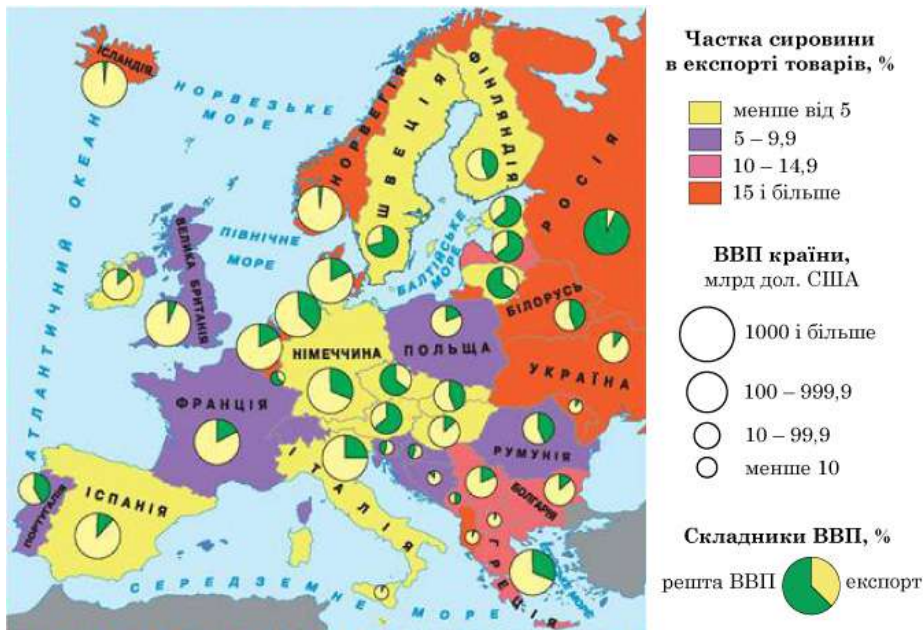 ІСЛАНДІЯ
НОРВЕЗЬКЕ
МОРЕ
АТЛАНТИЧНИЙ ОКЕАН
НОРВЕГІЯ
ШВЕЦІЯ
ФІНЛЯНДІЯ
РОСІЯ
ВЕЛИКА
БРИТАНІЯ
ПІВНІЧНЕ
МОРЕ
БАЛТІЙСЬКЕ
МОРЕ
БІЛОРУСЬ
НІМЕЧЧИНА
ПОЛЬЩА
УКРАЇНА
ФРАНЦІЯ
РУМУНІЯ
ІТАЛІЯ
БОЛГАРІЯ
ПОРТУГАЛІЯ
ІСПАНІЯ
ГРЕЦІЯ
СЕРЕДЗЕМНЕ МОРЕ
МОРЕ
Частка сировини
в експорті товарів, %
менше від 5
5 – 9,9
10 – 14,9
15 і більше
ВВП країни,
млрд дол. США
1000 і більше
100 – 999,9
10 – 99,9
менше 10
Складники ВВП, %
решта ВВП
експорт